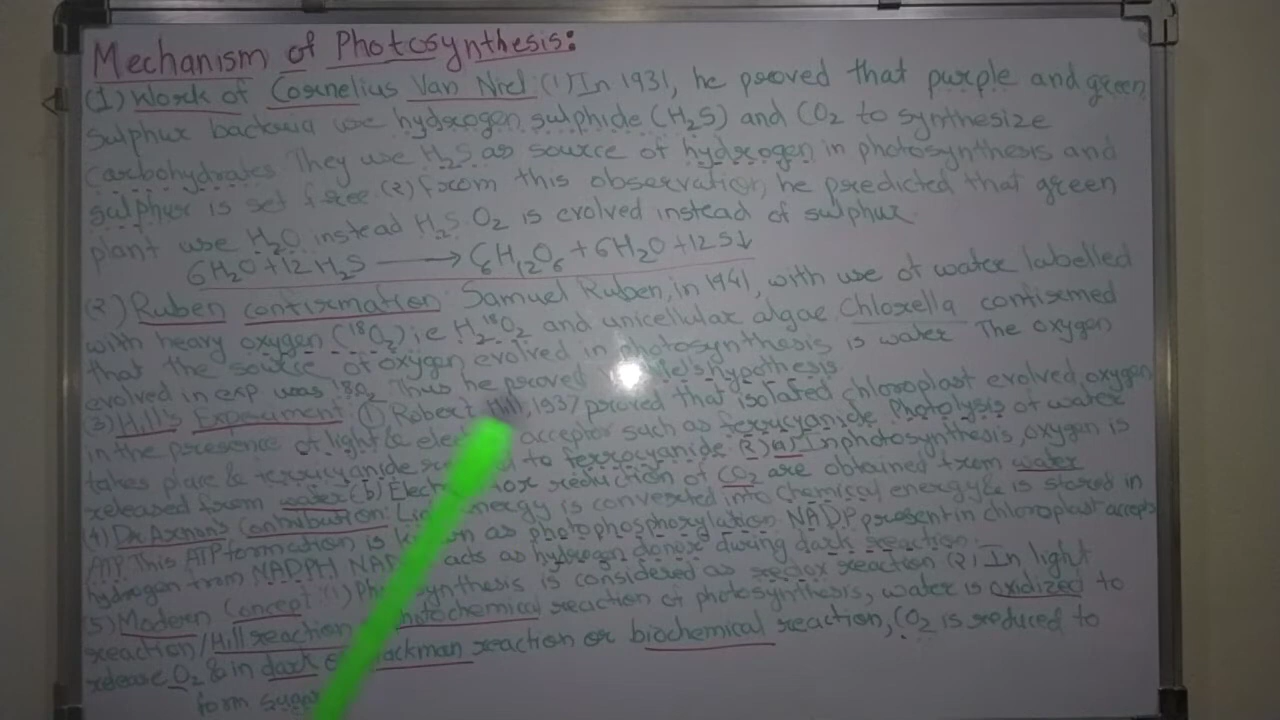 Mechanism of Photosynthesis:
(1) Work of Cornelius Van Niel (1) In 1931, he proved that purple and green
sulphur use hydrogen sulphide (H2S) and CO2 to synthesize
carbohydrates. They use H2S as source of hydrogen in photosynthesis and
sulphur is set free. (2) From this observation, he predicted that green
plant use H2O instead H2S. O2 is evolved instead of sulphur
6H2O + 12 H2S ⟶ C6H12O6 + 6H2O + 12S↓
(2) Ruben confirmation: Samuel Ruben, in 1941, with use of water labelled
with heavy oxygen (18O2) ie H2 18O2 and unicellular algae Chlorella confirmed
that the source of oxygen evolved in photosynthesis is water. The oxygen
evolved in exp was 18O2. Thus he proved hypothesis
(3) Hill's Experiment (1) Robert Hill, 1937 proved that isolated chloroplast evolved oxygen
in the presence of light & acceptor such as ferricyanide. Photolysis of water
takes place & ferricyanide to ferrocyanide. (2) (a) In photosynthesis, oxygen is
released from water (b) reduction of CO2 are obtained from water
(4) Dr Arnon's Contribution: energy is converted into chemical energy & is stored in
ATP. This ATP formation is as photophosphorylation. NADP present in chloroplast accepts
hydrogen from NADPH acts as hydrogen donor during dark reaction.
(5) Modern Concept (1) is considered as redox reaction (2) In light
reaction/Hill reaction reaction of photosynthesis, water is oxidized to
release O2 & in dark reaction or biochemical reaction, CO2 is reduced to
form